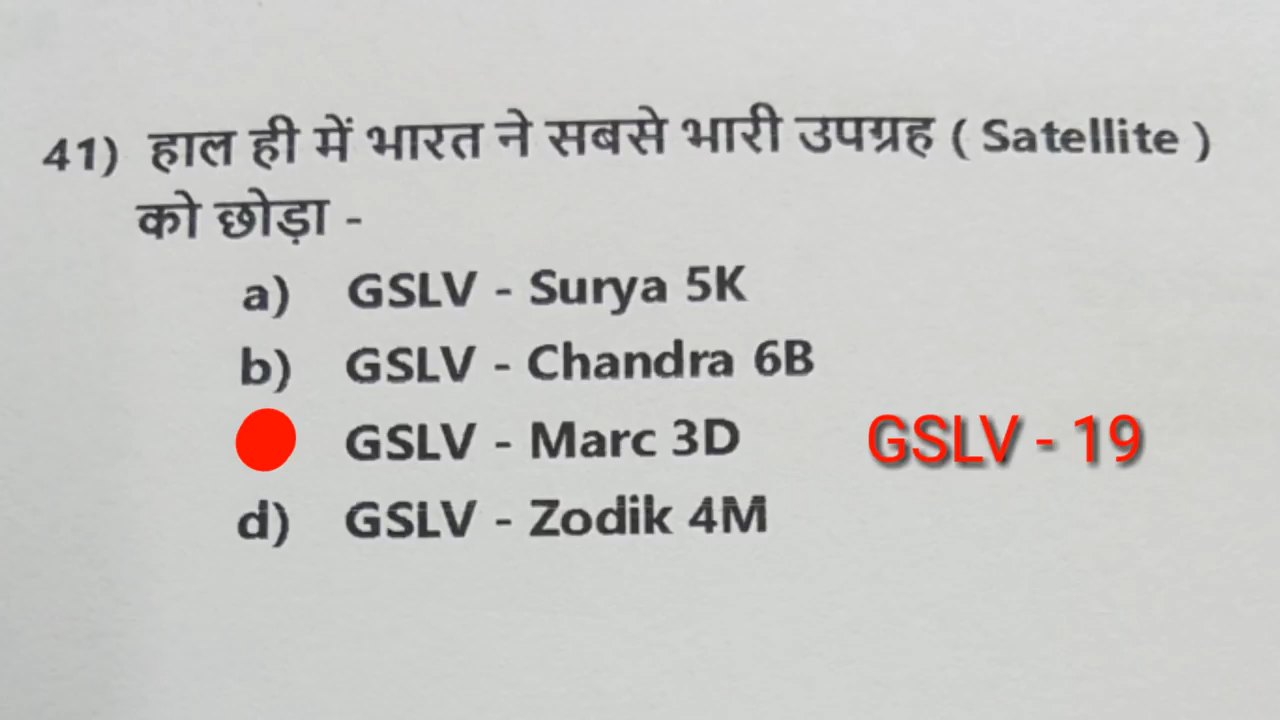 41) हाल ही में भारत ने सबसे भारी उपग्रह ( Satellite )
को छोड़ा -
a) GSLV - Surya 5K
b) GSLV - Chandra 6B
GSLV - Marc 3D GSLV - 19
d) GSLV - Zodik 4M